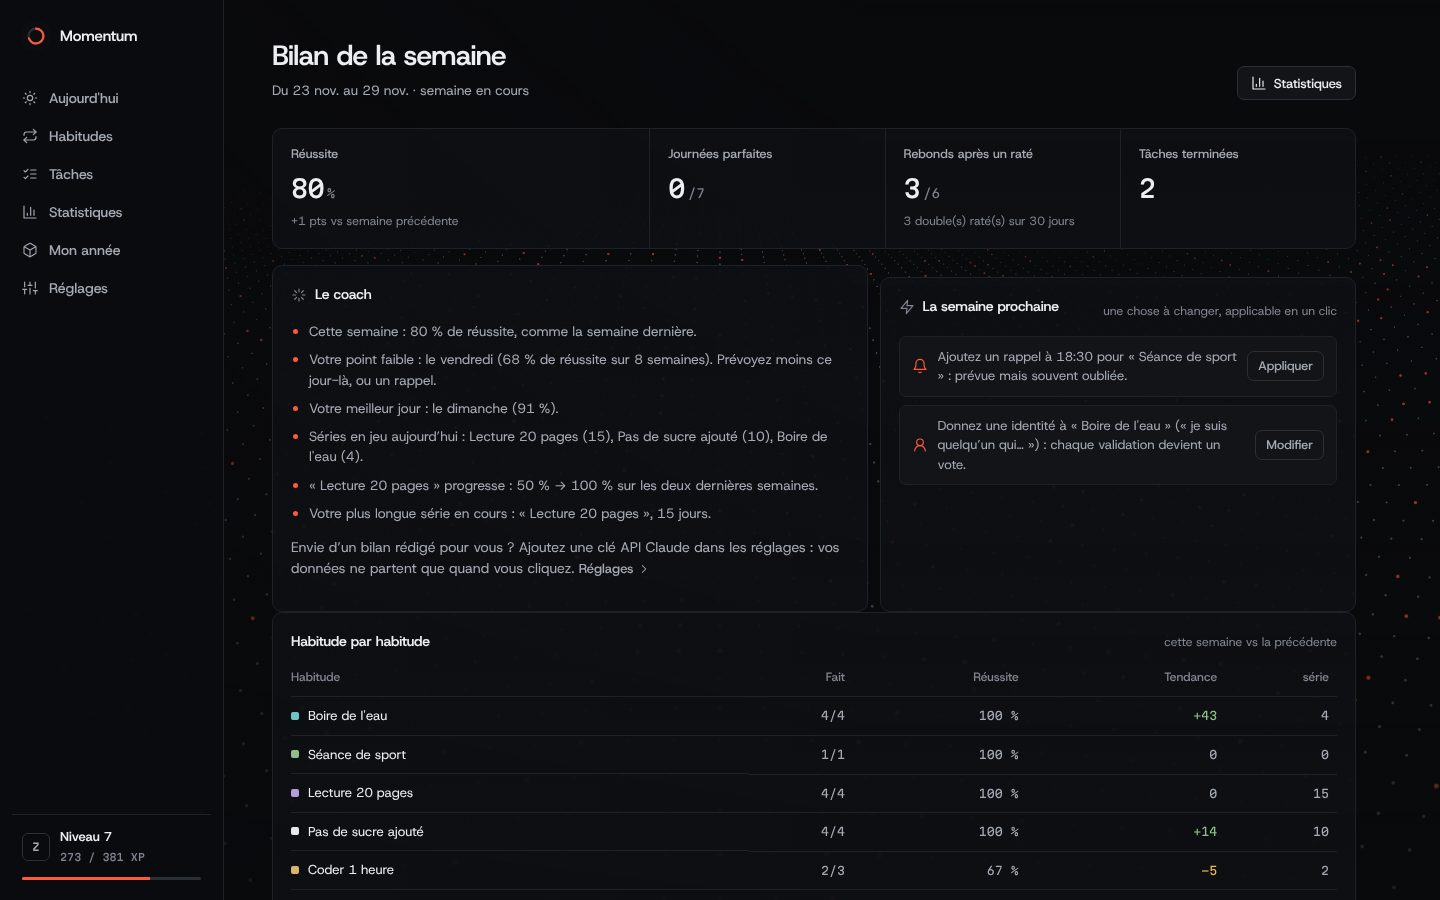 Momentum
Aujourd'hui
Habitudes
Tâches
Statistiques
Mon année
Réglages
Z
Niveau 7
273 / 381 XP
Bilan de la semaine
Du 23 nov. au 29 nov. · semaine en cours
Statistiques
Réussite
80 %
+1 pts vs semaine précédente
Journées parfaites
0 /7
Rebonds après un raté
3 /6
3 double(s) raté(s) sur 30 jours
Tâches terminées
2
Le coach
Cette semaine : 80 % de réussite, comme la semaine dernière.
Votre point faible : le vendredi (68 % de réussite sur 8 semaines). Prévoyez moins ce
jour-là, ou un rappel.
Votre meilleur jour : le dimanche (91 %).
Séries en jeu aujourd’hui : Lecture 20 pages (15), Pas de sucre ajouté (10), Boire de
l'eau (4).
« Lecture 20 pages » progresse : 50 % → 100 % sur les deux dernières semaines.
Votre plus longue série en cours : « Lecture 20 pages », 15 jours.
Envie d’un bilan rédigé pour vous ? Ajoutez une clé API Claude dans les réglages : vos
données ne partent que quand vous cliquez. Réglages >
La semaine prochaine
une chose à changer, applicable en un clic
Ajoutez un rappel à 18:30 pour « Séance de sport
» : prévue mais souvent oubliée.
Appliquer
Donnez une identité à « Boire de l'eau » (« je suis
quelqu’un qui… ») : chaque validation devient un
vote.
Modifier
Habitude par habitude
cette semaine vs la précédente
Habitude Fait Réussite Tendance série
Boire de l'eau 4/4 100 % +43 4
Séance de sport 1/1 100 % 0 0
Lecture 20 pages 4/4 100 % 0 15
Pas de sucre ajouté 4/4 100 % +14 10
Coder 1 heure 2/3 67 % −5 2